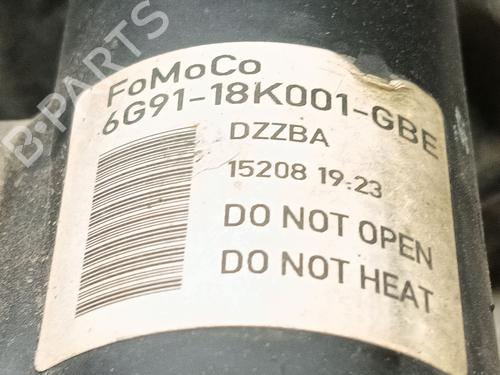 FoMoCo
6G91-18K001-GBE
DZZBA
15208 19:23
DO NOT OPEN
DO NOT HEAT
B-PARTS